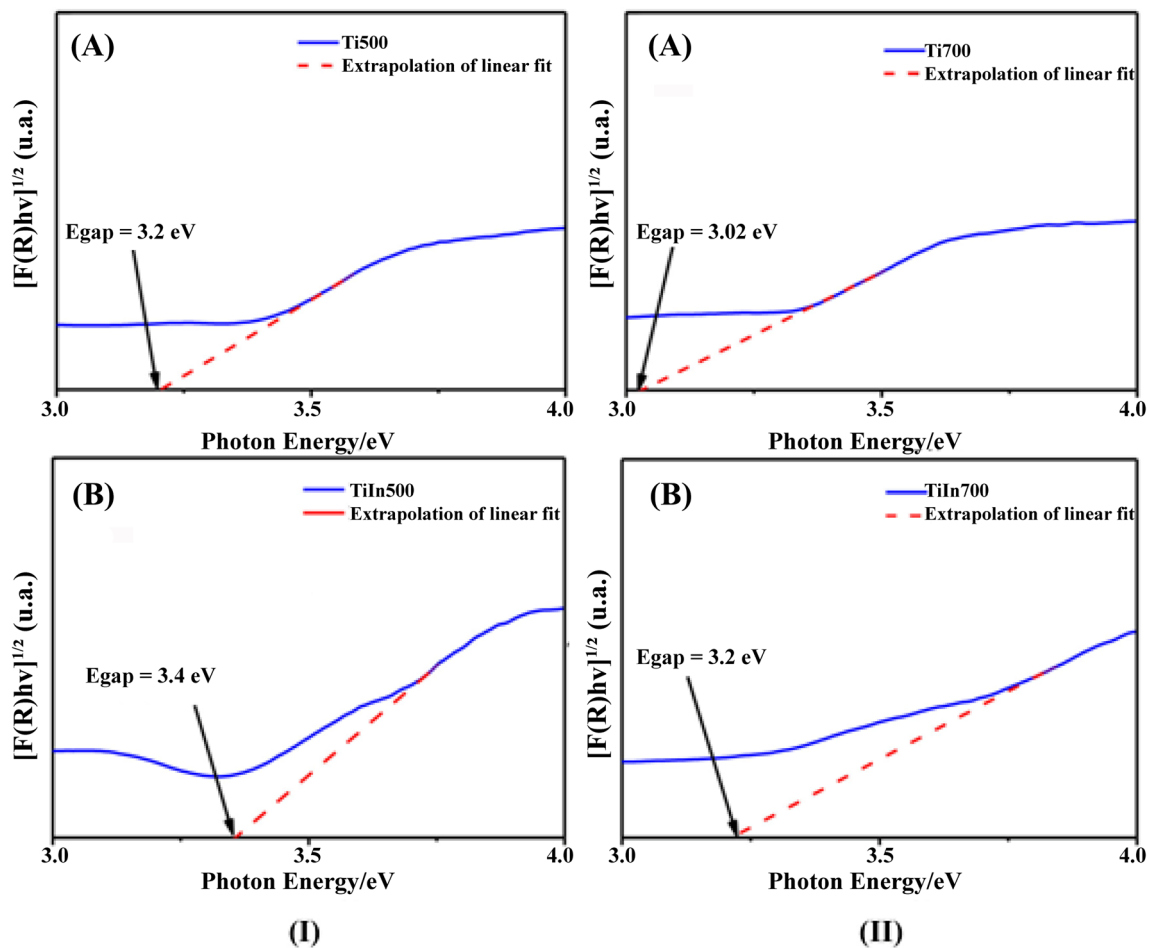 (A)
Ti500
Extrapolation of linear fit
[F(R)hν]^1/2 (u.a.)
Egap = 3.2 eV
3.0
3.5
4.0
Photon Energy/eV
(A)
Ti700
Extrapolation of linear fit
[F(R)hν]^1/2 (u.a.)
Egap = 3.02 eV
3.0
3.5
4.0
Photon Energy/eV
(B)
TiIn500
Extrapolation of linear fit
[F(R)hν]^1/2 (u.a.)
Egap = 3.4 eV
3.0
3.5
4.0
Photon Energy/eV
(I)
(B)
TiIn700
Extrapolation of linear fit
[F(R)hν]^1/2 (u.a.)
Egap = 3.2 eV
3.0
3.5
4.0
Photon Energy/eV
(II)